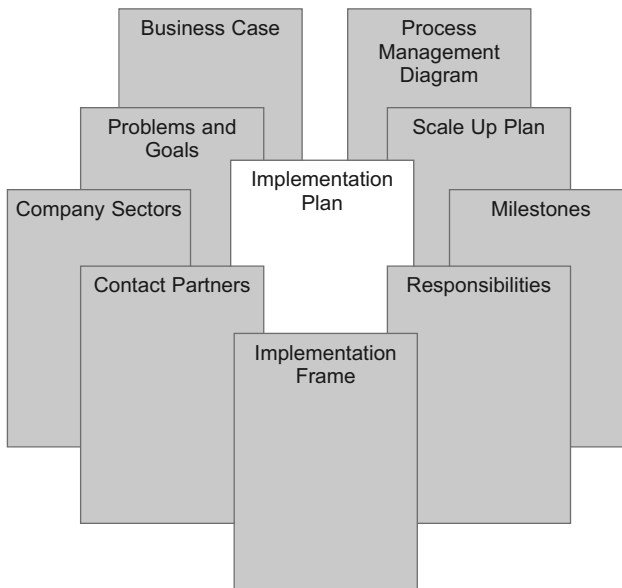 Business Case
Process
Management
Diagram
Problems and
Goals
Scale Up Plan
Implementation
Plan
Company Sectors
Milestones
Contact Partners
Responsibilities
Implementation
Frame